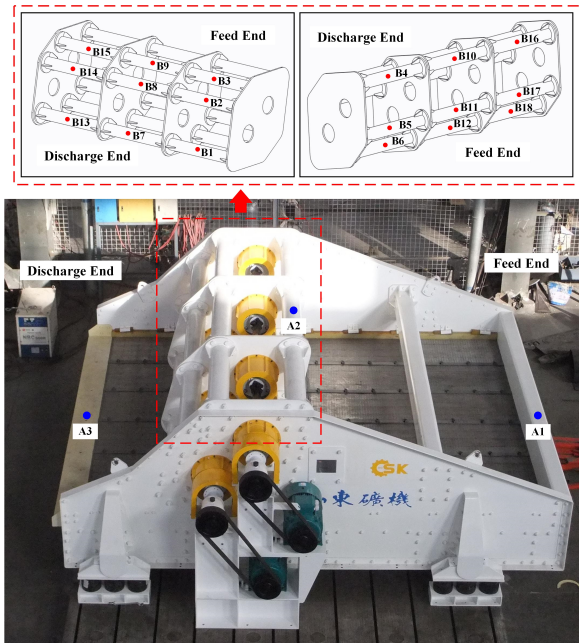 Feed End
B15
B9
B14
B3
B8
B2
B13
B7
B1
Discharge End
Discharge End
B16
B10
B4
B17
B11
B18
B5
B12
B6
Feed End
Discharge End
Feed End
A2
A3
A1
CSK
東礦機